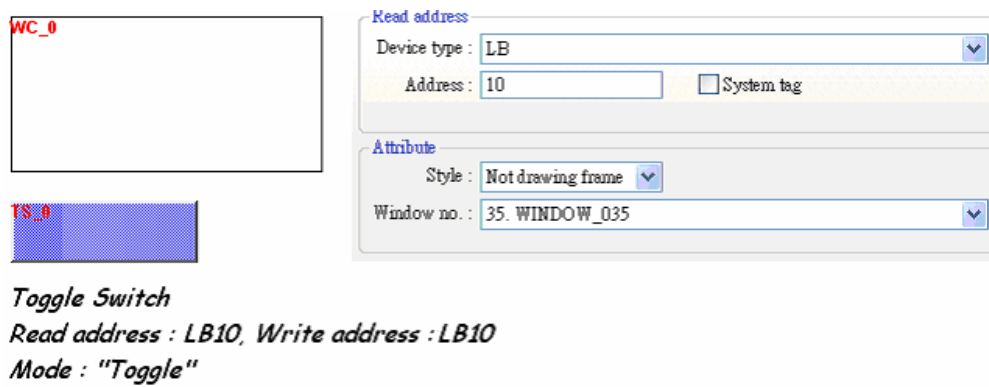 WC_0
Read address
Device type : LB
Address : 10 System tag
Attribute
Style : Not drawing frame
Window no. : 35. WINDOW_035
TS_0
Toggle Switch
Read address : LB10, Write address : LB10
Mode : "Toggle"